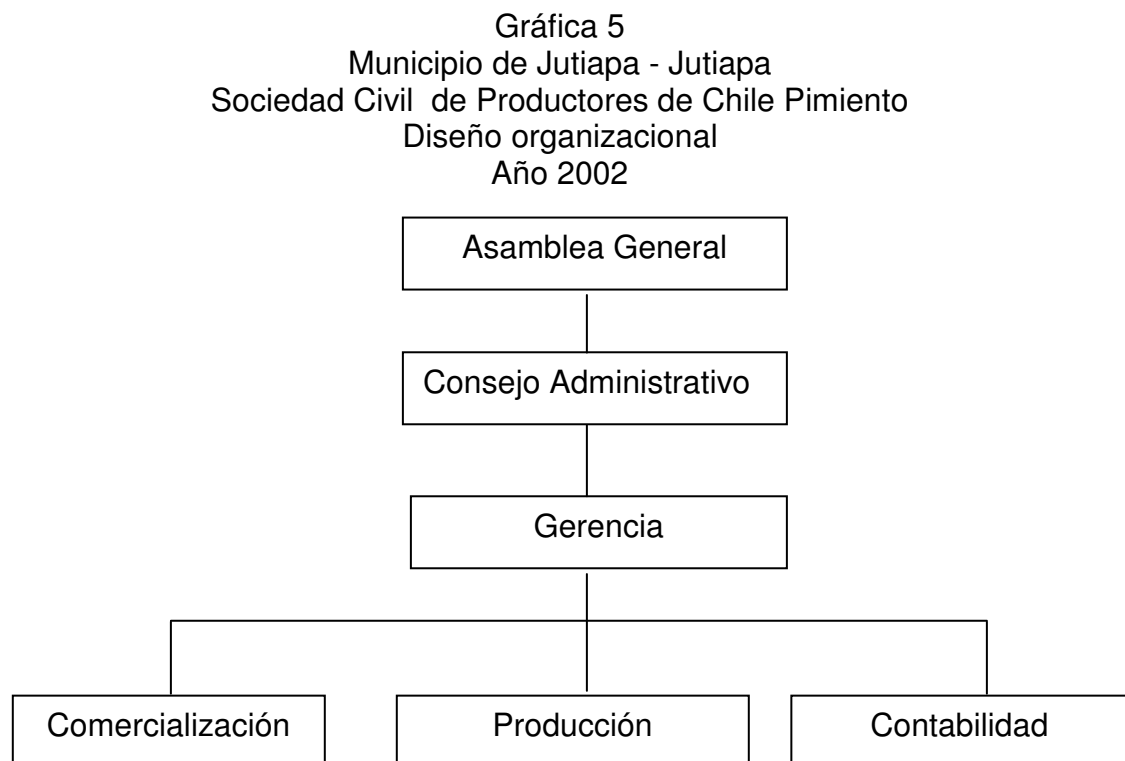 Gráfica 5
Municipio de Jutiapa - Jutiapa
Sociedad Civil de Productores de Chile Pimiento
Diseño organizacional
Año 2002
Asamblea General
Consejo Administrativo
Gerencia
Comercialización
Producción
Contabilidad